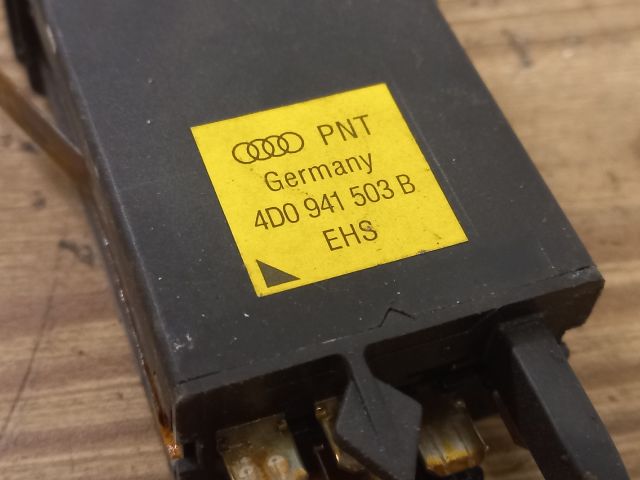 PNT
Germany
4D0 941 503 B
EHS